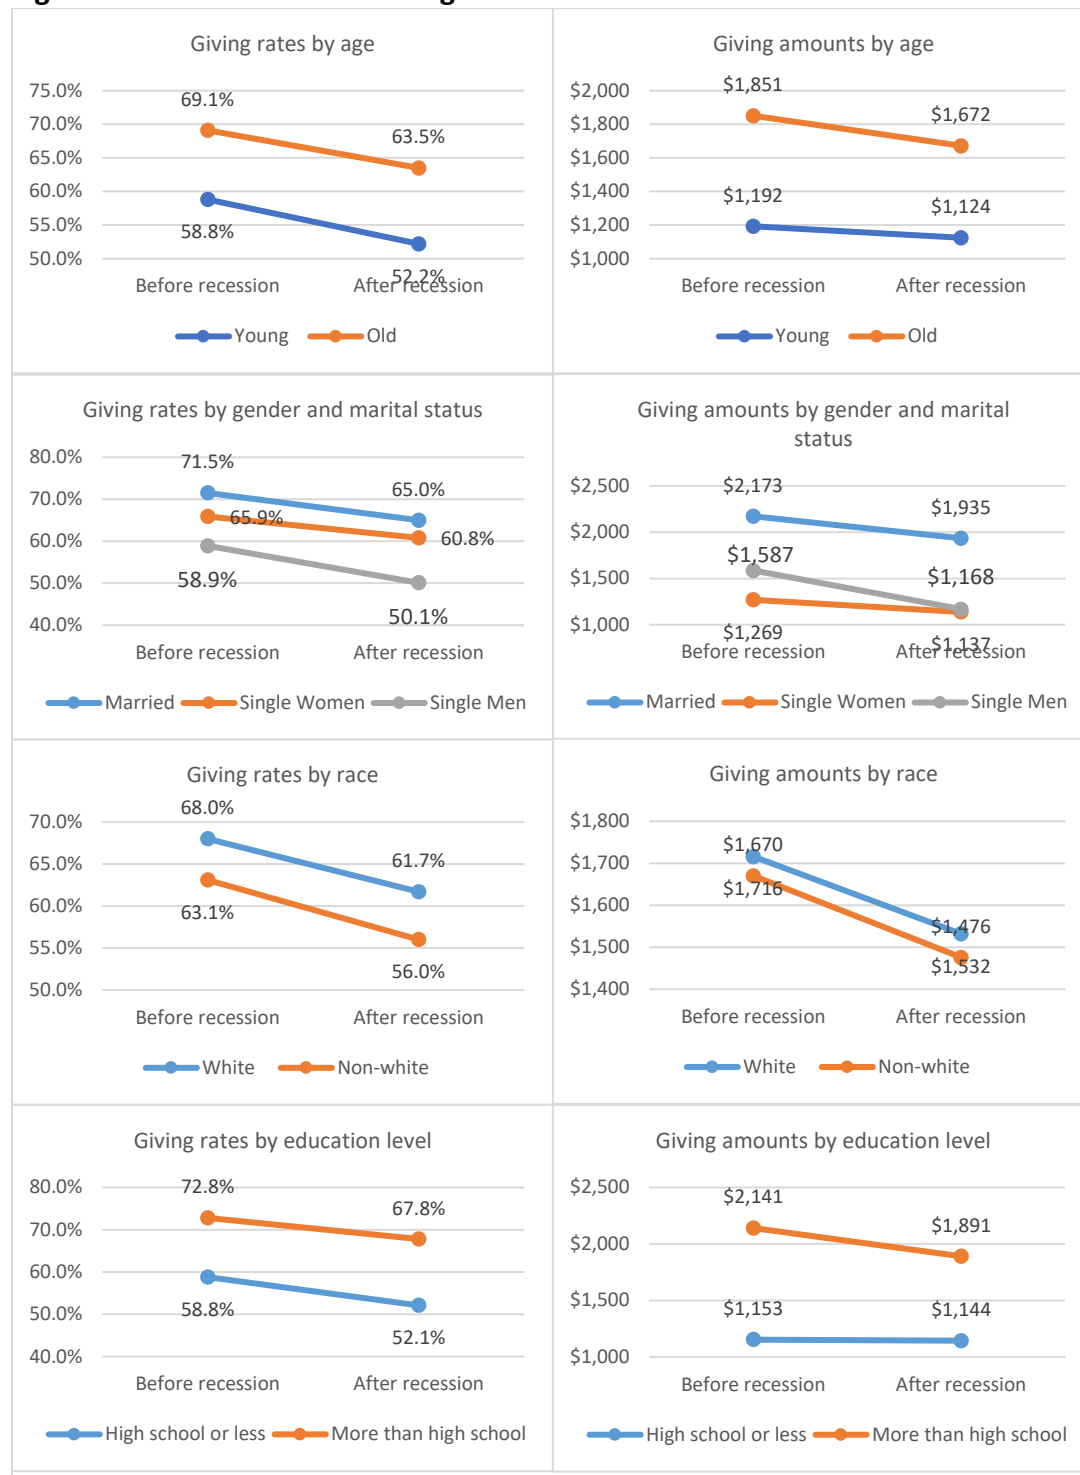 Giving rates by age
75.0%
70.0%
65.0%
60.0%
55.0%
50.0%
69.1%
63.5%
58.8%
52.2%
Before recession
After recession
Young
Old
Giving amounts by age
$2,000
$1,800
$1,600
$1,400
$1,200
$1,000
$1,851
$1,672
$1,192
$1,124
Before recession
After recession
Young
Old
Giving rates by gender and marital status
80.0%
70.0%
60.0%
50.0%
40.0%
71.5%
65.0%
65.9%
60.8%
58.9%
50.1%
Before recession
After recession
Married
Single Women
Single Men
Giving amounts by gender and marital
status
$2,500
$2,000
$1,500
$1,000
$2,173
$1,935
$1,587
$1,168
$1,269
$1,137
Before recession
After recession
Married
Single Women
Single Men
Giving rates by race
70.0%
65.0%
60.0%
55.0%
50.0%
68.0%
61.7%
63.1%
56.0%
Before recession
After recession
White
Non-white
Giving amounts by race
$1,800
$1,700
$1,600
$1,500
$1,400
$1,670
$1,716
$1,476
$1,532
Before recession
After recession
White
Non-white
Giving rates by education level
80.0%
70.0%
60.0%
50.0%
40.0%
72.8%
67.8%
58.8%
52.1%
Before recession
After recession
High school or less
More than high school
Giving amounts by education level
$2,500
$2,000
$1,500
$1,000
$2,141
$1,891
$1,153
$1,144
Before recession
After recession
High school or less
More than high school